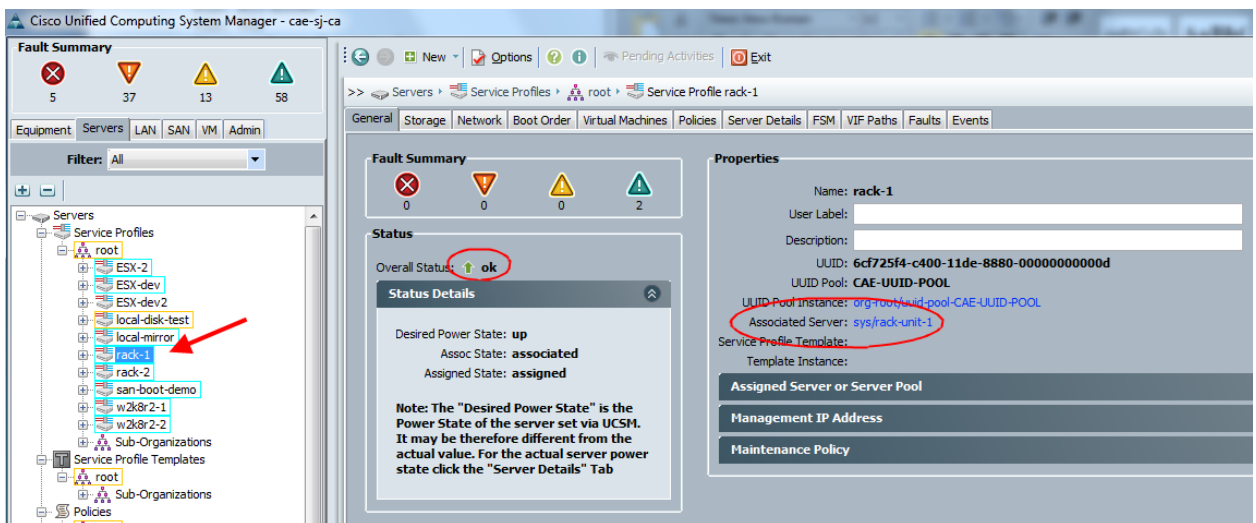 Cisco Unified Computing System Manager - cae-sj-ca
Fault Summary
5 37 13 58
Equipment Servers LAN SAN VM Admin
Filter: All
Servers
Service Profiles
root
ESX-2
ESX-dev
ESX-dev2
local-disk-test
local-mirror
rack-1
rack-2
san-boot-demo
w2k8r2-1
w2k8r2-2
Sub-Organizations
Service Profile Templates
root
Sub-Organizations
Policies
New Options Pending Activities Exit
>> Servers Service Profiles root Service Profile rack-1
General Storage Network Boot Order Virtual Machines Policies Server Details FSM VIF Paths Faults Events
Fault Summary
0 0 0 2
Status
Overall Status: ok
Status Details
Desired Power State: up
Assoc State: associated
Assigned State: assigned
Note: The "Desired Power State" is the
Power State of the server set via UCSM.
It may be therefore different from the
actual value. For the actual server power
state click the "Server Details" Tab
Properties
Name: rack-1
User Label:
Description:
UUID: 6cf725f4-c400-11de-8880-00000000000d
UUID Pool: CAE-UUID-POOL
UUID Pool Instance: org-root/uuid-pool-CAE-UUID-POOL
Associated Server: sys/rack-unit-1
Service Profile Template:
Template Instance:
Assigned Server or Server Pool
Management IP Address
Maintenance Policy